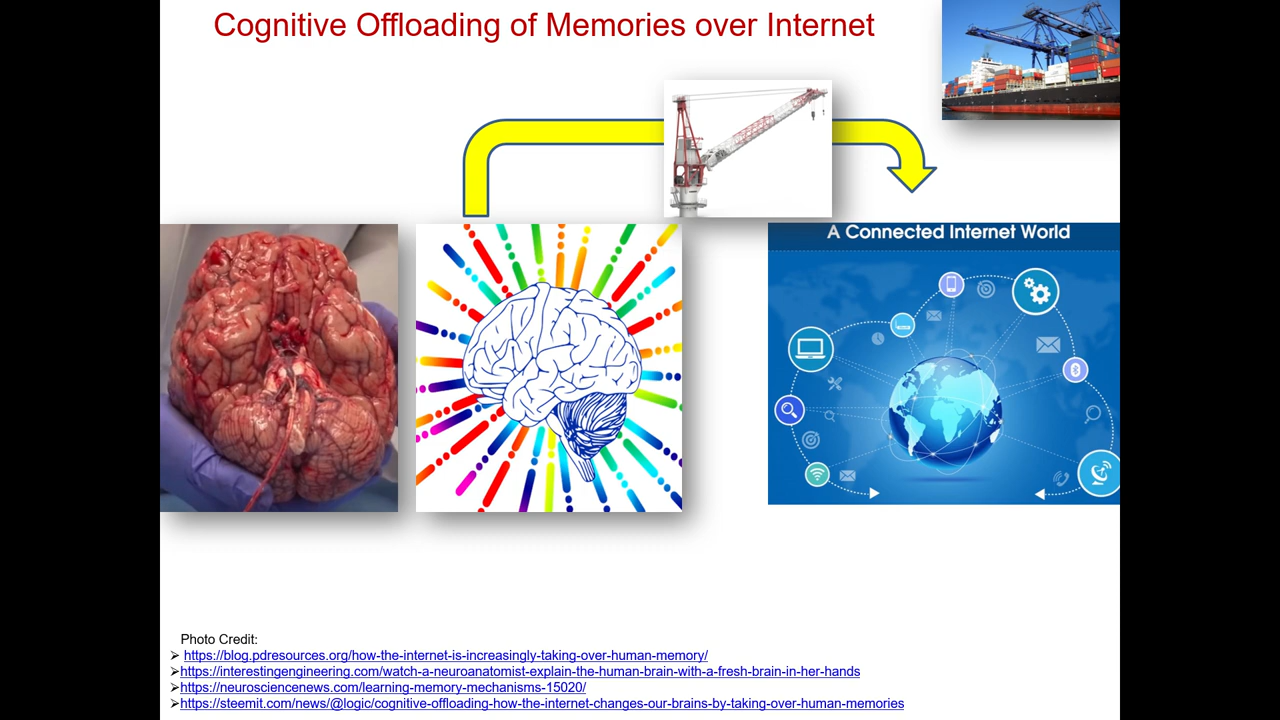 Cognitive Offloading of Memories over Internet
A Connected Internet World
Photo Credit:
➢ https://blog.pdresources.org/how-the-internet-is-increasingly-taking-over-human-memory/
➢https://interestingengineering.com/watch-a-neuroanatomist-explain-the-human-brain-with-a-fresh-brain-in-her-hands
➢https://neurosciencenews.com/learning-memory-mechanisms-15020/
➢https://steemit.com/news/@logic/cognitive-offloading-how-the-internet-changes-our-brains-by-taking-over-human-memories